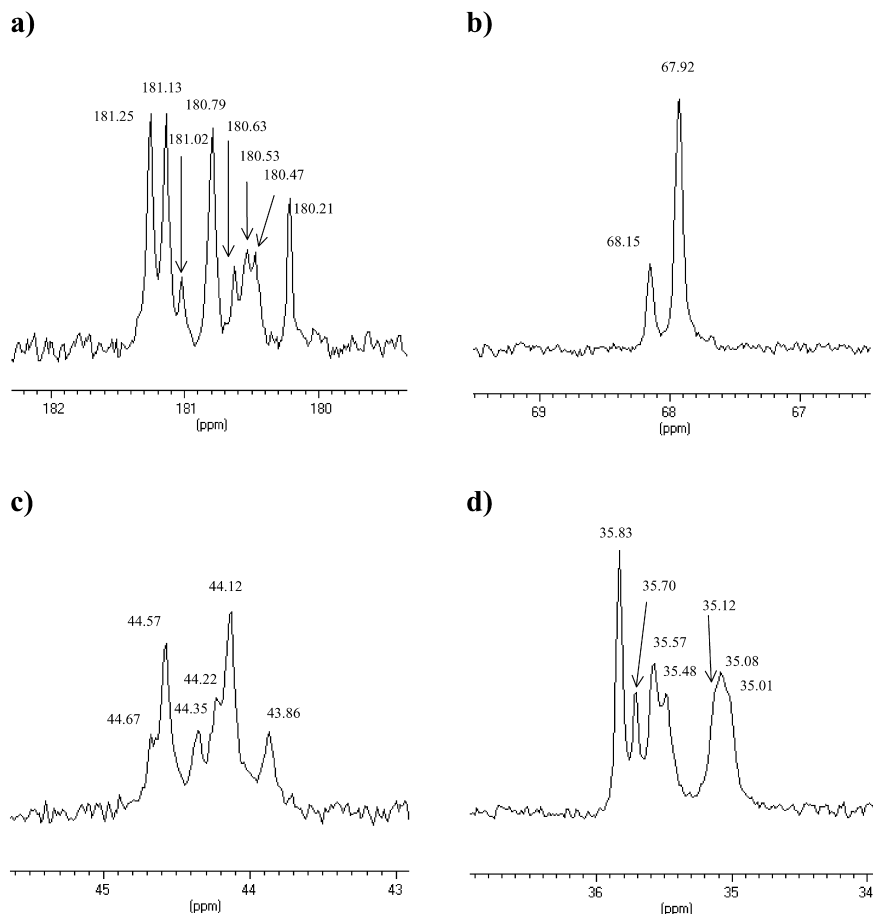 a)
181.25
181.13
181.02
180.79
180.63
180.53
180.47
180.21
182 181 180
(ppm)
b)
67.92
68.15
69 68 67
(ppm)
c)
44.67
44.57
44.35
44.22
44.12
43.86
45 44 43
(ppm)
d)
35.83
35.70
35.57
35.48
35.12
35.08
35.01
36 35 34
(ppm)